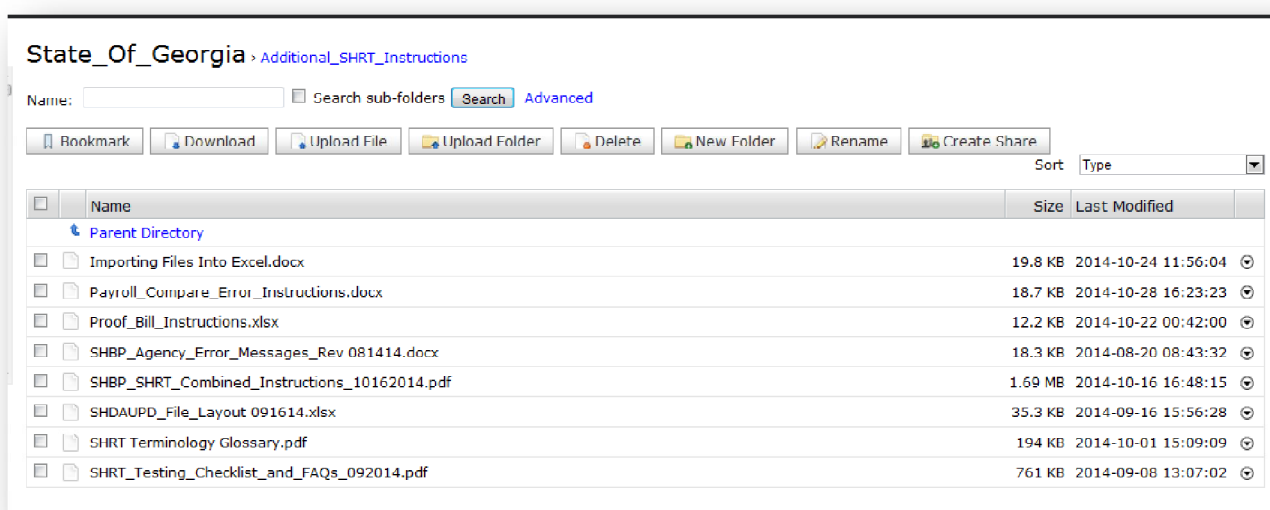 State_Of_Georgia › Additional_SHRT_Instructions
Name: Search sub-folders Search Advanced
Bookmark Download Upload File Upload Folder Delete New Folder Rename Create Share
Sort Type
Name Size Last Modified
Parent Directory
Importing Files Into Excel.docx 19.8 KB 2014-10-24 11:56:04
Payroll_Compare_Error_Instructions.docx 18.7 KB 2014-10-28 16:23:23
Proof_Bill_Instructions.xlsx 12.2 KB 2014-10-22 00:42:00
SHBP_Agency_Error_Messages_Rev 081414.docx 18.3 KB 2014-08-20 08:43:32
SHBP_SHRT_Combined_Instructions_10162014.pdf 1.69 MB 2014-10-16 16:48:15
SHDAUPD_File_Layout 091614.xlsx 35.3 KB 2014-09-16 15:56:28
SHRT Terminology Glossary.pdf 194 KB 2014-10-01 15:09:09
SHRT_Testing_Checklist_and_FAQs_092014.pdf 761 KB 2014-09-08 13:07:02